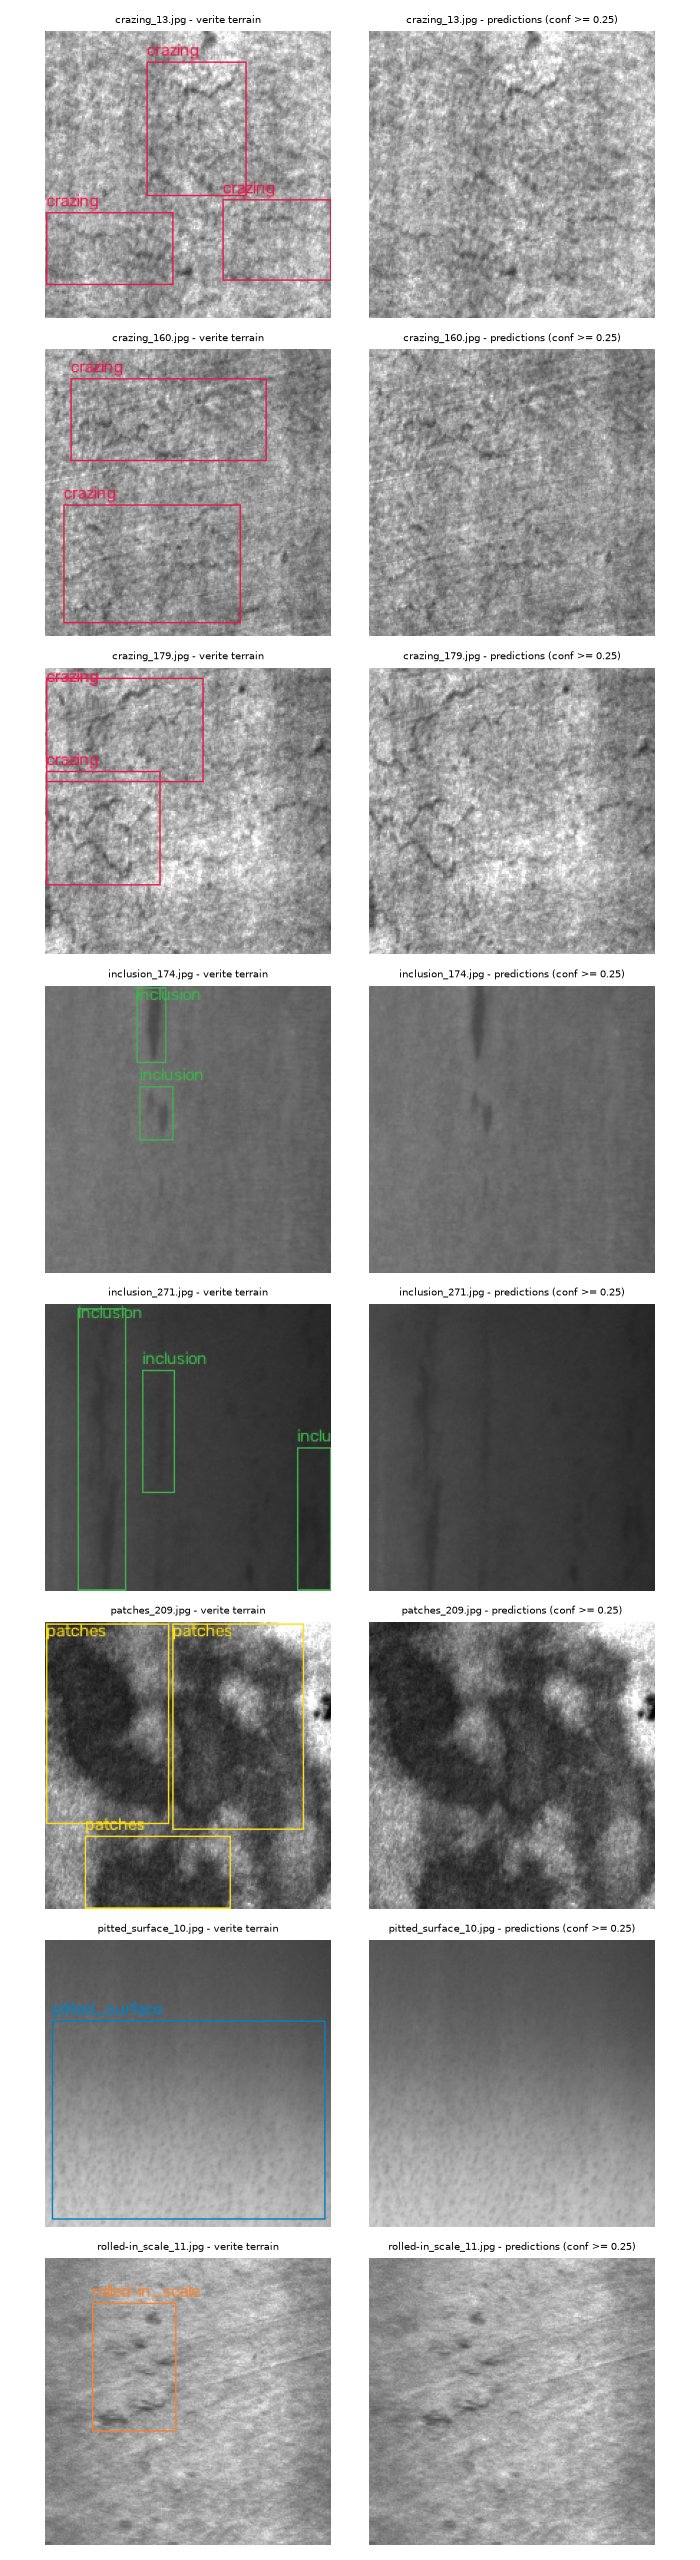 crazing_13.jpg - verite terrain
crazing_13.jpg - predictions (conf >= 0.25)
crazing
crazing
crazing
crazing_160.jpg - verite terrain
crazing_160.jpg - predictions (conf >= 0.25)
crazing
crazing
crazing_179.jpg - verite terrain
crazing_179.jpg - predictions (conf >= 0.25)
crazing
crazing
inclusion_174.jpg - verite terrain
inclusion_174.jpg - predictions (conf >= 0.25)
inclusion
inclusion
inclusion_271.jpg - verite terrain
inclusion_271.jpg - predictions (conf >= 0.25)
inclusion
inclusion
inclu
patches_209.jpg - verite terrain
patches_209.jpg - predictions (conf >= 0.25)
patches
patches
patches
pitted_surface_10.jpg - verite terrain
pitted_surface_10.jpg - predictions (conf >= 0.25)
pitted_surface
rolled-in_scale_11.jpg - verite terrain
rolled-in_scale_11.jpg - predictions (conf >= 0.25)
rolled-in_scale